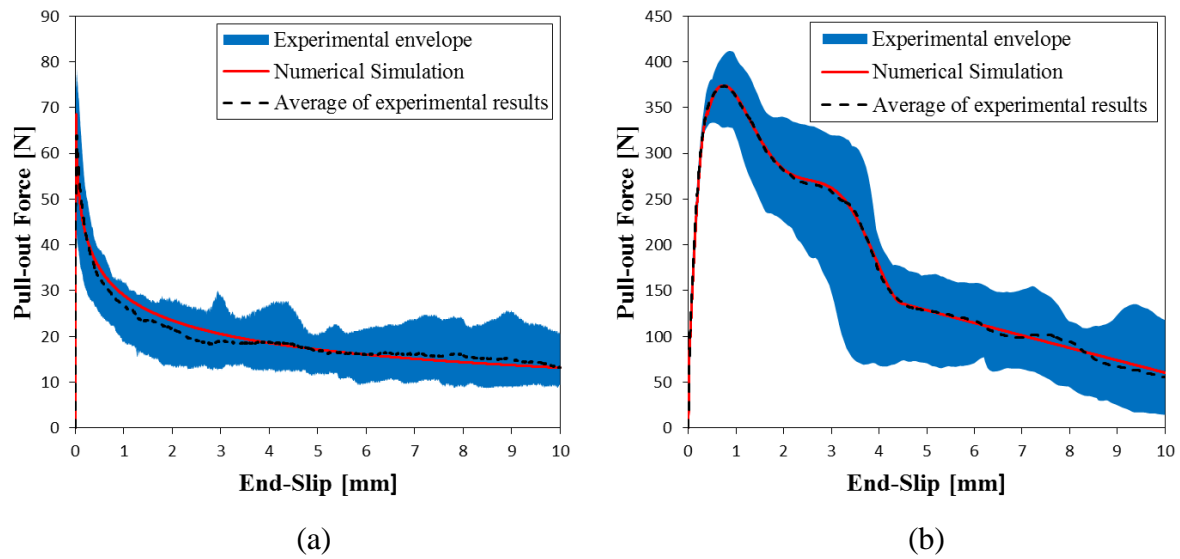 90
80
70
60
50
40
30
20
10
0
Pull-out Force [N]
Experimental envelope
Numerical Simulation
Average of experimental results
0 1 2 3 4 5 6 7 8 9 10
End-Slip [mm]
(a)
450
400
350
300
250
200
150
100
50
0
Pull-out Force [N]
Experimental envelope
Numerical Simulation
Average of experimental results
0 1 2 3 4 5 6 7 8 9 10
End-Slip [mm]
(b)